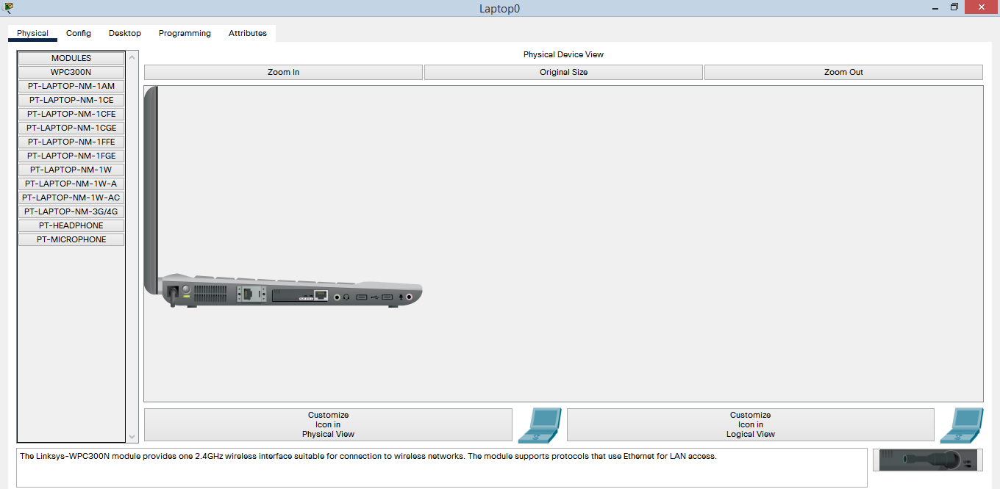 Laptop0
Physical
Config
Desktop
Programming
Attributes
MODULES
WPC300N
PT-LAPTOP-NM-1AM
PT-LAPTOP-NM-1CE
PT-LAPTOP-NM-1CFE
PT-LAPTOP-NM-1CGE
PT-LAPTOP-NM-1FFE
PT-LAPTOP-NM-1FGE
PT-LAPTOP-NM-1W
PT-LAPTOP-NM-1W-A
PT-LAPTOP-NM-1W-AC
PT-LAPTOP-NM-3G/4G
PT-HEADPHONE
PT-MICROPHONE
Physical Device View
Zoom In
Original Size
Zoom Out
Customize
Icon in
Physical View
Customize
Icon in
Logical View
The Linksys-WPC300N module provides one 2.4GHz wireless interface suitable for connection to wireless networks. The module supports protocols that use Ethernet for LAN access.